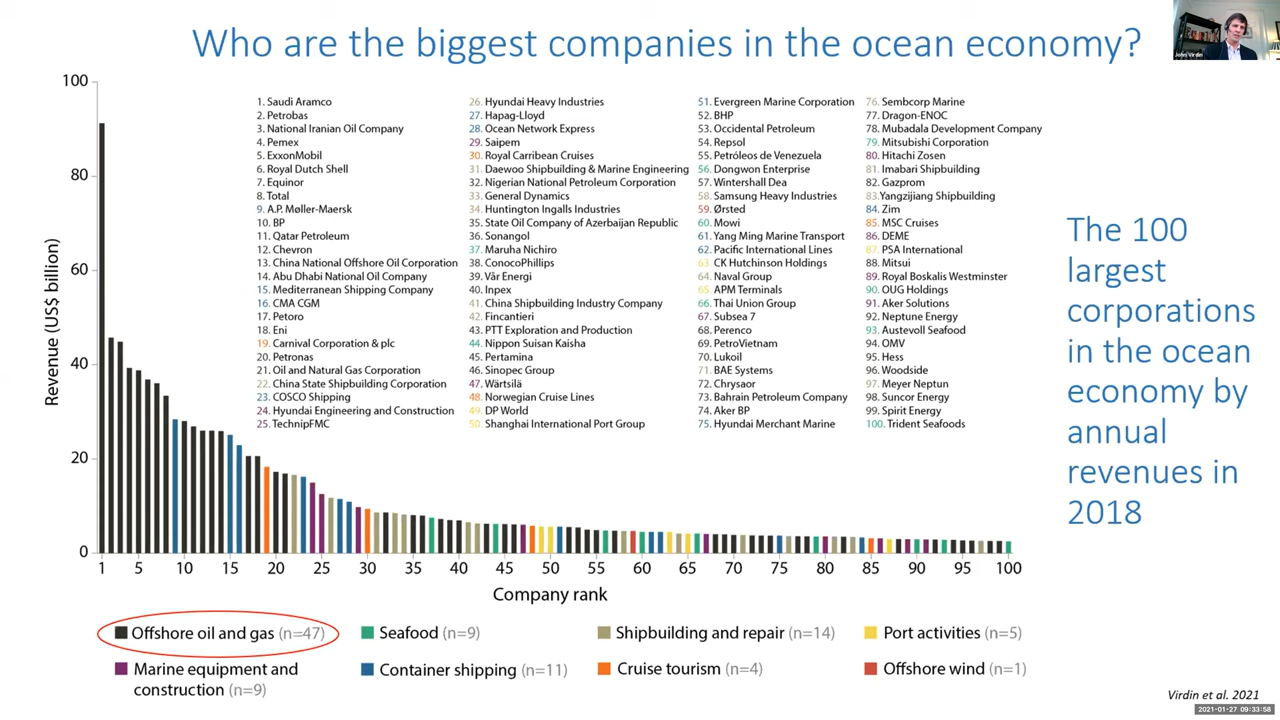 Who are the biggest companies in the ocean economy?
John Virdin
100
80
60
40
20
0
Revenue (US$ billion)
1. Saudi Aramco
2. Petrobas
3. National Iranian Oil Company
4. Pemex
5. ExxonMobil
6. Royal Dutch Shell
7. Equinor
8. Total
9. A.P. Møller-Maersk
10. BP
11. Qatar Petroleum
12. Chevron
13. China National Offshore Oil Corporation
14. Abu Dhabi National Oil Company
15. Mediterranean Shipping Company
16. CMA CGM
17. Petoro
18. Eni
19. Carnival Corporation & plc
20. Petronas
21. Oil and Natural Gas Corporation
22. China State Shipbuilding Corporation
23. COSCO Shipping
24. Hyundai Engineering and Construction
25. TechnipFMC
26. Hyundai Heavy Industries
27. Hapag-Lloyd
28. Ocean Network Express
29. Saipem
30. Royal Carribean Cruises
31. Daewoo Shipbuilding & Marine Engineering
32. Nigerian National Petroleum Corporation
33. General Dynamics
34. Huntington Ingalls Industries
35. State Oil Company of Azerbaijan Republic
36. Sonangol
37. Maruha Nichiro
38. ConocoPhillips
39. Vår Energi
40. Inpex
41. China Shipbuilding Industry Company
42. Fincantieri
43. PTT Exploration and Production
44. Nippon Suisan Kaisha
45. Pertamina
46. Sinopec Group
47. Wärtsilä
48. Norwegian Cruise Lines
49. DP World
50. Shanghai International Port Group
51. Evergreen Marine Corporation
52. BHP
53. Occidental Petroleum
54. Repsol
55. Petróleos de Venezuela
56. Dongwon Enterprise
57. Wintershall Dea
58. Samsung Heavy Industries
59. Ørsted
60. Mowi
61. Yang Ming Marine Transport
62. Pacific International Lines
63. CK Hutchinson Holdings
64. Naval Group
65. APM Terminals
66. Thai Union Group
67. Subsea 7
68. Perenco
69. PetroVietnam
70. Lukoil
71. BAE Systems
72. Chrysaor
73. Bahrain Petroleum Company
74. Aker BP
75. Hyundai Merchant Marine
76. Sembcorp Marine
77. Dragon-ENOC
78. Mubadala Development Company
79. Mitsubishi Corporation
80. Hitachi Zosen
81. Imabari Shipbuilding
82. Gazprom
83. Yangzijiang Shipbuilding
84. Zim
85. MSC Cruises
86. DEME
87. PSA International
88. Mitsui
89. Royal Boskalis Westminster
90. OUG Holdings
91. Aker Solutions
92. Neptune Energy
93. Austevoll Seafood
94. OMV
95. Hess
96. Woodside
97. Meyer Neptun
98. Suncor Energy
99. Spirit Energy
100. Trident Seafoods
1 5 10 15 20 25 30 35 40 45 50 55 60 65 70 75 80 85 90 95 100
Company rank
The 100
largest
corporations
in the ocean
economy by
annual
revenues in
2018
Offshore oil and gas (n=47)
Seafood (n=9)
Shipbuilding and repair (n=14)
Port activities (n=5)
Marine equipment and
construction (n=9)
Container shipping (n=11)
Cruise tourism (n=4)
Offshore wind (n=1)
Virdin et al. 2021
2021-01-27 09:33:58